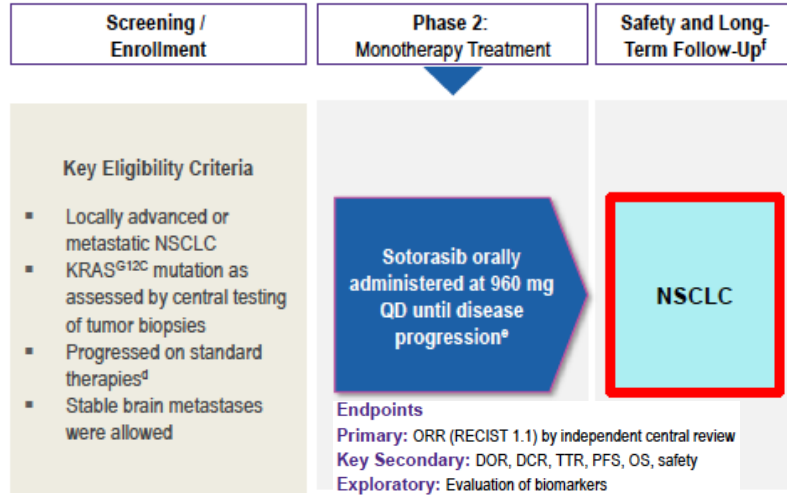 Screening /
Enrollment
Phase 2:
Monotherapy Treatment
Safety and Long-
Term Follow-Upᶠ
Key Eligibility Criteria
▪ Locally advanced or
metastatic NSCLC
▪ KRASᴳ¹²ᶜ mutation as
assessed by central testing
of tumor biopsies
▪ Progressed on standard
therapiesᵈ
▪ Stable brain metastases
were allowed
Sotorasib orally
administered at 960 mg
QD until disease
progressionᵉ
NSCLC
Endpoints
Primary: ORR (RECIST 1.1) by independent central review
Key Secondary: DOR, DCR, TTR, PFS, OS, safety
Exploratory: Evaluation of biomarkers